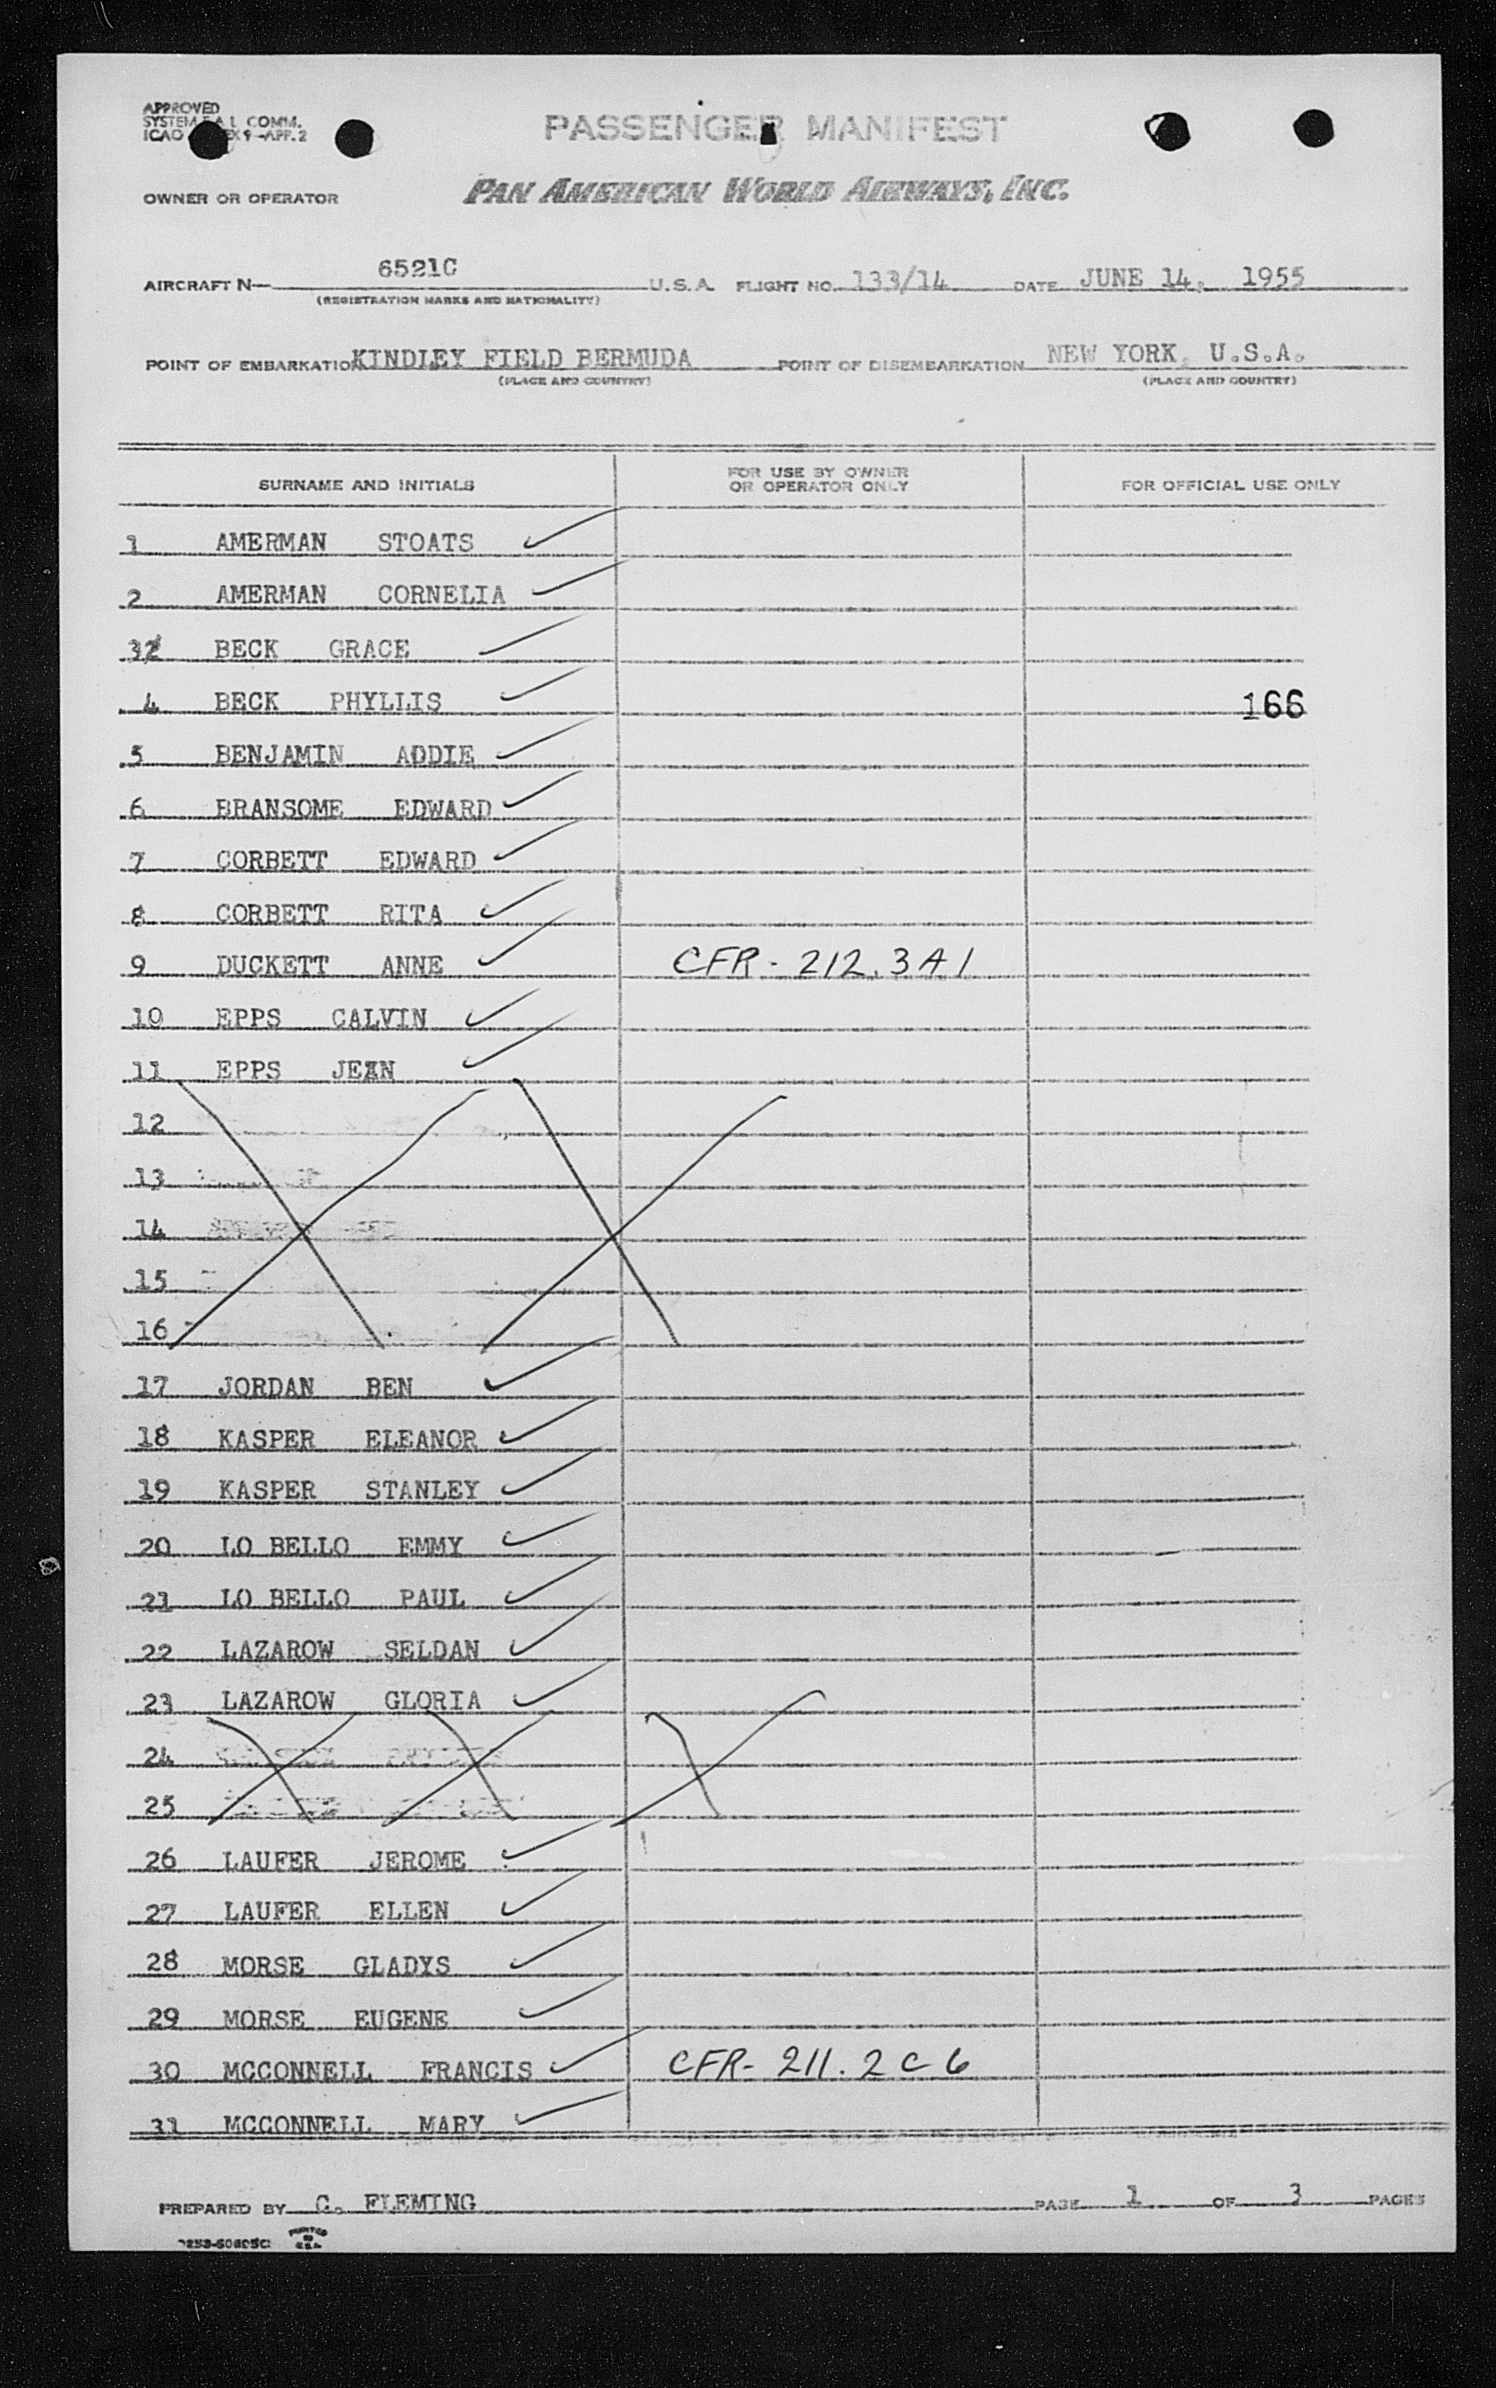 APPROVED
SYSTEM COMM.
ICAO 9-APP. 2
PASSENGER MANIFEST
OWNER OR OPERATOR PAN AMERICAN WORLD AIRWAYS, INC.
AIRCRAFT N— 6521C U.S.A. FLIGHT NO. 133/14 DATE JUNE 14, 1955
(REGISTRATION MARKS AND NATIONALITY)
POINT OF EMBARKATION KINDLEY FIELD BERMUDA POINT OF DISEMBARKATION NEW YORK, U.S.A.
(PLACE AND COUNTRY) (PLACE AND COUNTRY)
SURNAME AND INITIALS FOR USE BY OWNER OR OPERATOR ONLY FOR OFFICIAL USE ONLY
1 AMERMAN STOATS
2 AMERMAN CORNELIA
3 BECK GRACE
4 BECK PHYLLIS 166
5 BENJAMIN ADDIE
6 BRANSOME EDWARD
7 CORBETT EDWARD
8 CORBETT RITA
9 DUCKETT ANNE CFR - 212.3A1
10 EPPS CALVIN
11 EPPS JEAN
12
13
14
15
16
17 JORDAN BEN
18 KASPER ELEANOR
19 KASPER STANLEY
20 LO BELLO EMMY
21 LO BELLO PAUL
22 LAZAROW SELDAN
23 LAZAROW GLORIA
24
25
26 LAUFER JEROME
27 LAUFER ELLEN
28 MORSE GLADYS
29 MORSE EUGENE
30 MCCONNELL FRANCIS CFR- 211.2C6
31 MCCONNELL MARY
PREPARED BY C. FLEMING PAGE 1 OF 3 PAGES
PRINTED
IN
U.S.A.